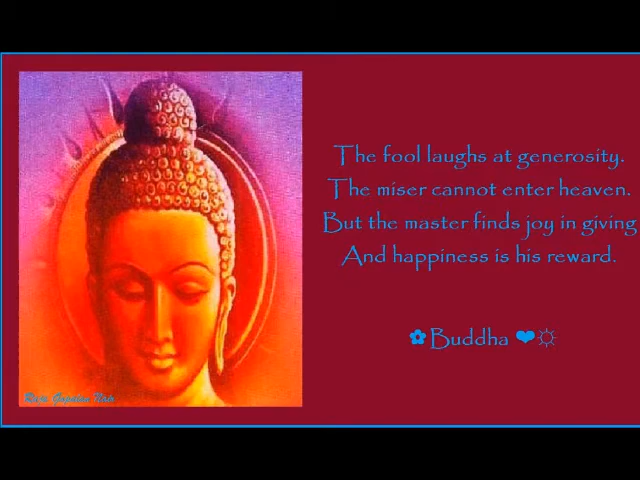 The fool laughs at generosity.
The miser cannot enter heaven.
But the master finds joy in giving
And happiness is his reward.
✿Buddha ❤☼